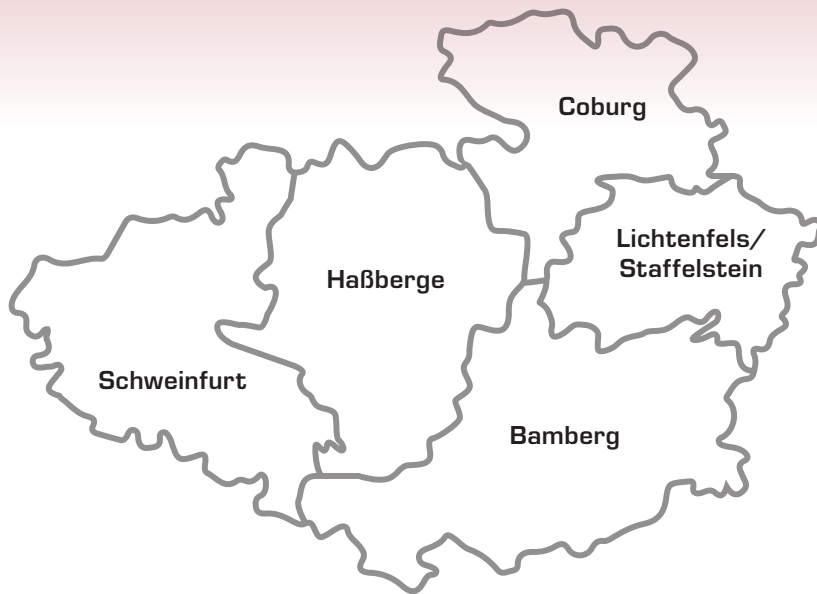 Coburg
Lichtenfels/
Staffelstein
Haßberge
Schweinfurt
Bamberg